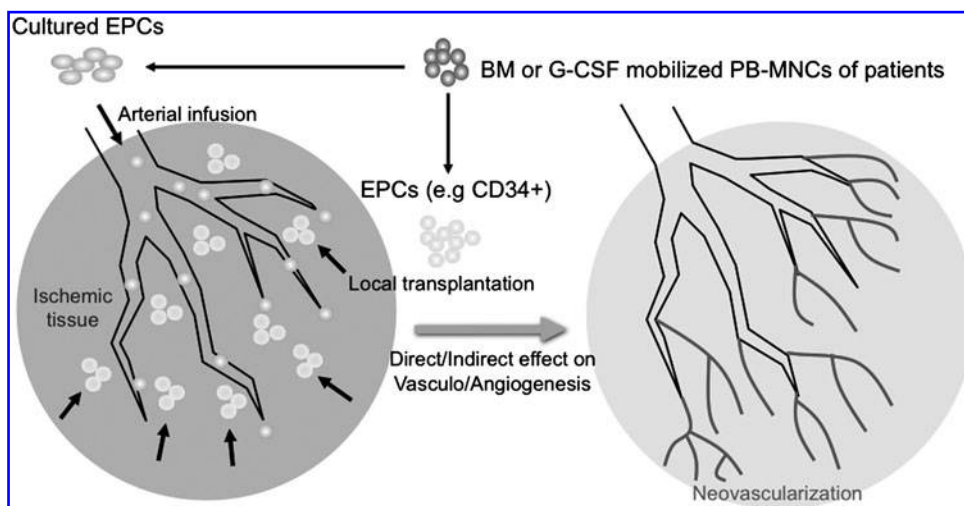 Cultured EPCs
BM or G-CSF mobilized PB-MNCs of patients
Arterial infusion
EPCs (e.g CD34+)
Local transplantation
Ischemic
tissue
Direct/Indirect effect on
Vasculo/Angiogenesis
Neovascularization